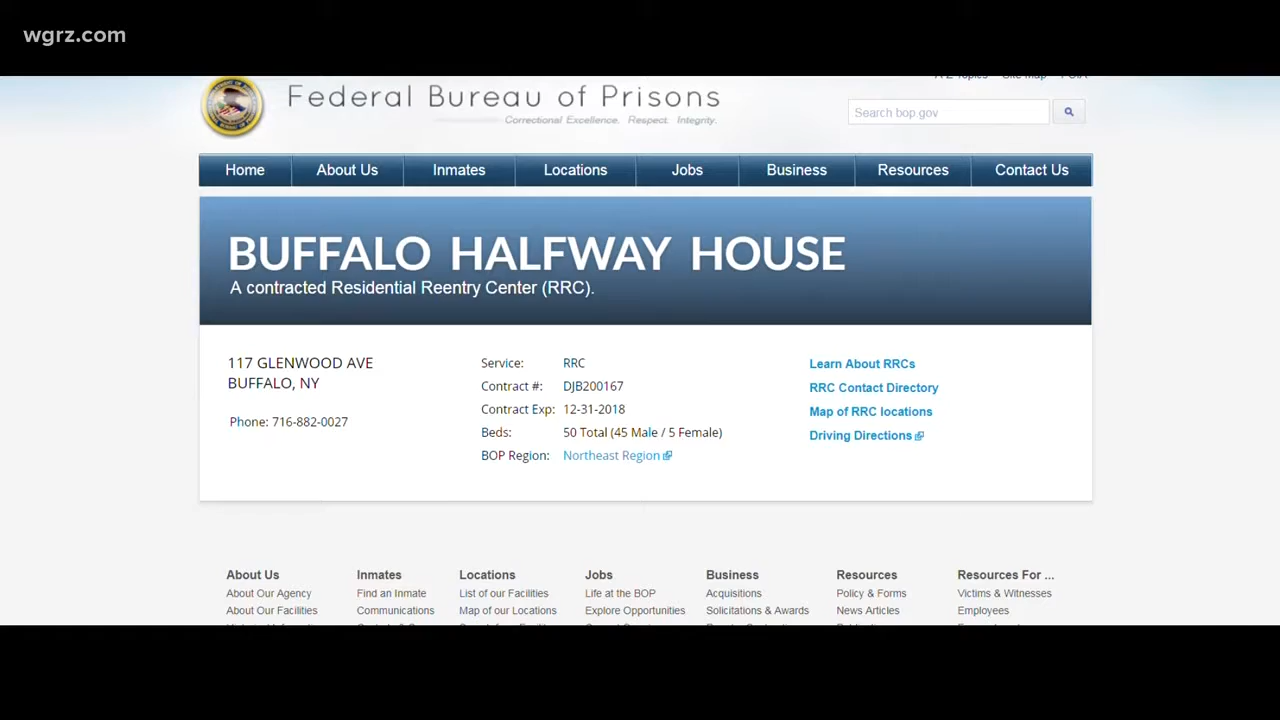 wgrz.com
Federal Bureau of Prisons
Correctional Excellence. Respect. Integrity.
A-Z Topics Site Map FOIA
Search bop.gov
Home About Us Inmates Locations Jobs Business Resources Contact Us
BUFFALO HALFWAY HOUSE
A contracted Residential Reentry Center (RRC).
117 GLENWOOD AVE
BUFFALO, NY
Phone: 716-882-0027
Service: RRC
Contract #: DJB200167
Contract Exp: 12-31-2018
Beds: 50 Total (45 Male / 5 Female)
BOP Region: Northeast Region
Learn About RRCs
RRC Contact Directory
Map of RRC locations
Driving Directions
About Us Inmates Locations Jobs Business Resources Resources For ...
About Our Agency Find an Inmate List of our Facilities Life at the BOP Acquisitions Policy & Forms Victims & Witnesses
About Our Facilities Communications Map of our Locations Explore Opportunities Solicitations & Awards News Articles Employees